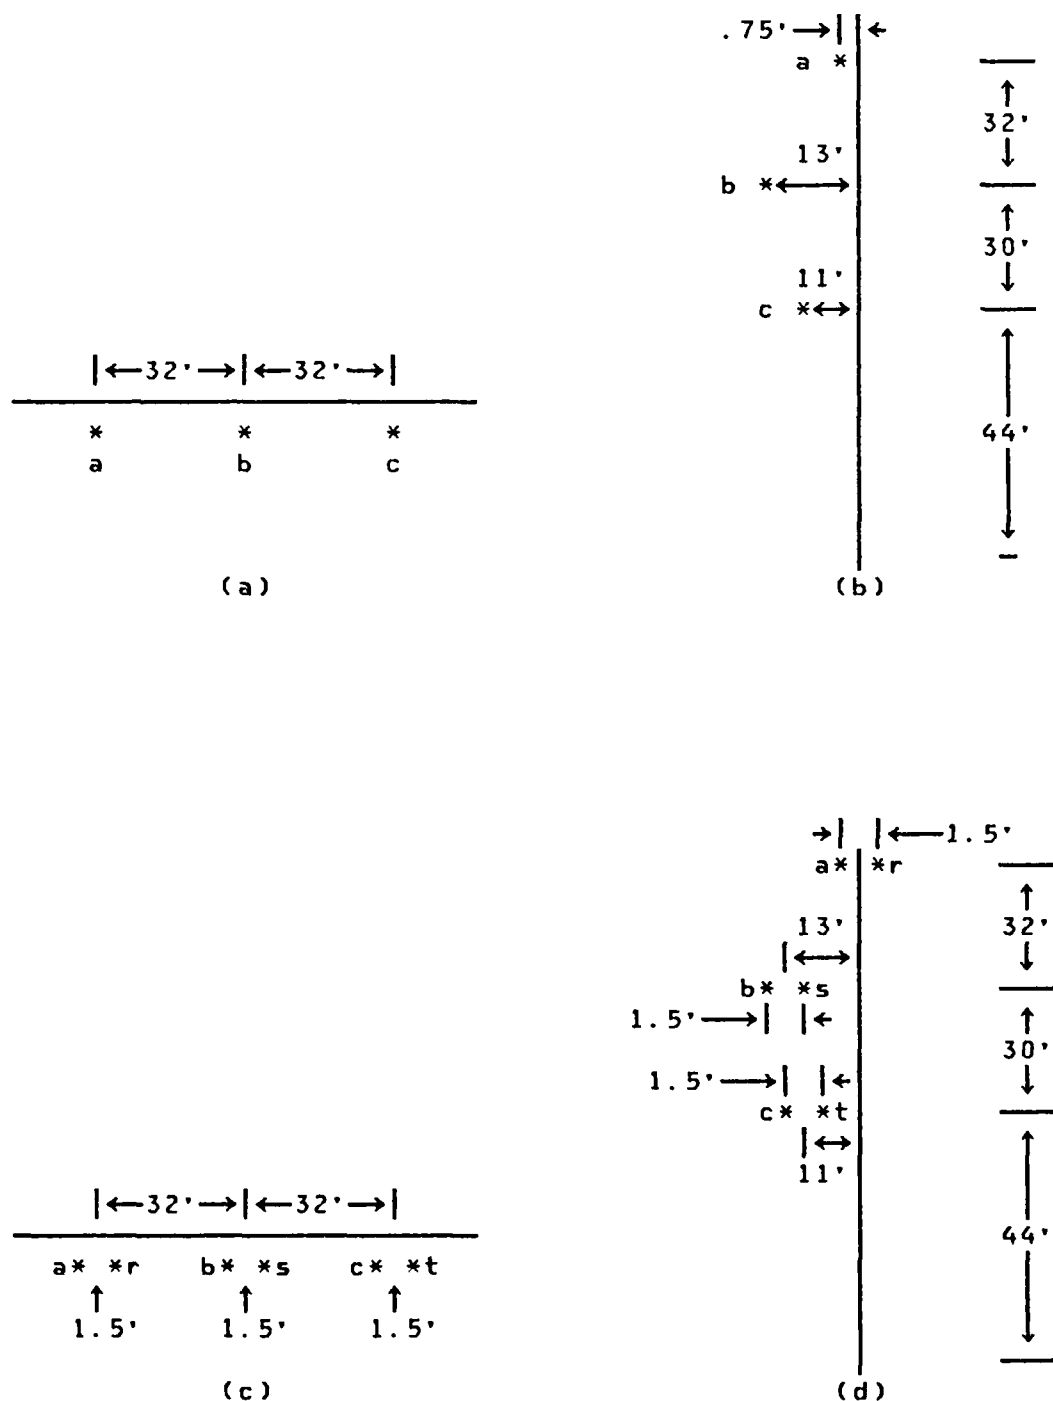 .75'
a *
32'
13'
b *
30'
11'
c *
32' 32'
* * *
a b c
44'
(a) (b)
1.5'
a* *r
13' 32'
b* *s
1.5'
30'
1.5'
c* *t
11'
32' 32'
44'
a* *r b* *s c* *t
1.5' 1.5' 1.5'
(c) (d)